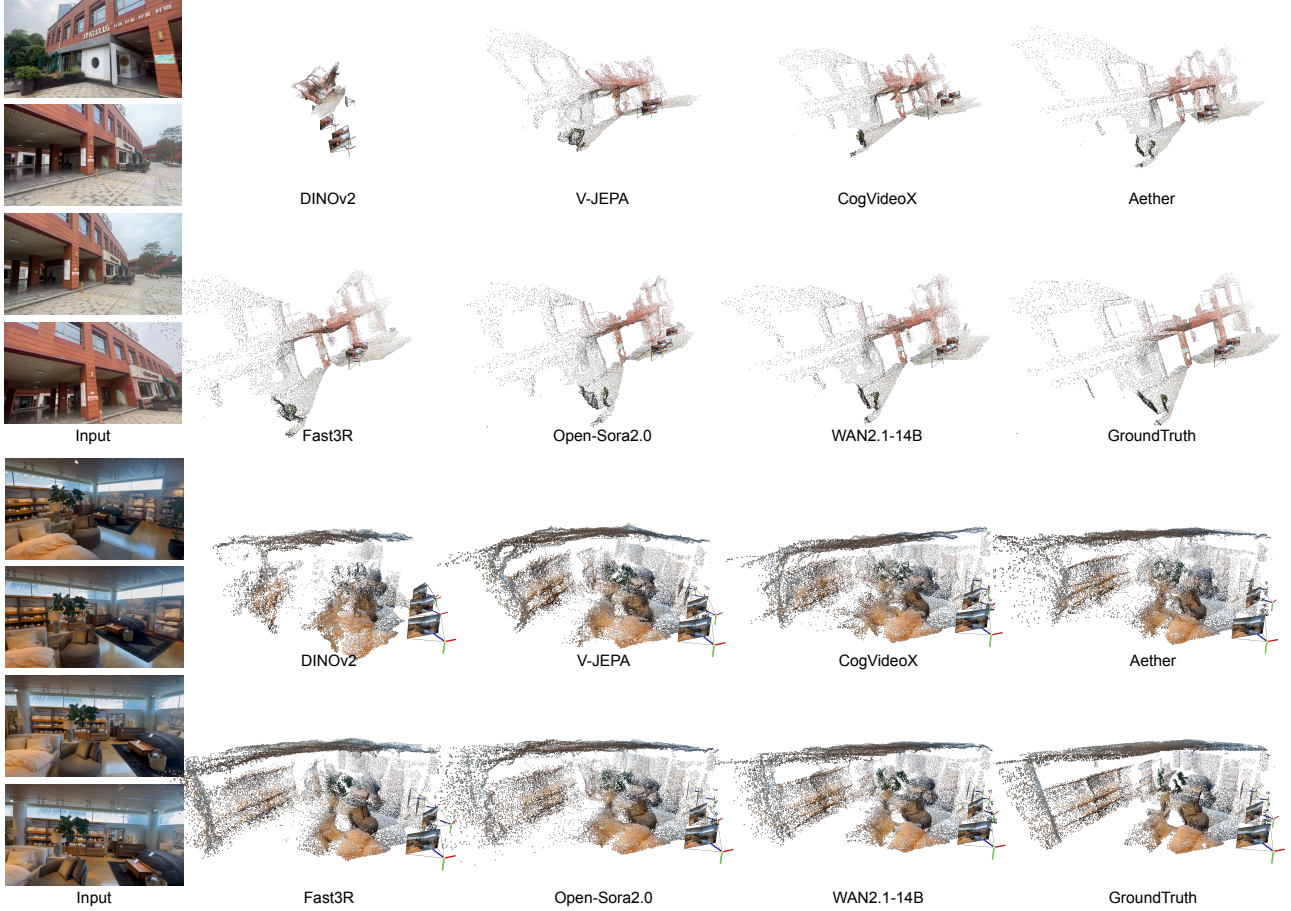 DINOv2
V-JEPA
CogVideoX
Aether
Input
Fast3R
Open-Sora2.0
WAN2.1-14B
GroundTruth
DINOv2
V-JEPA
CogVideoX
Aether
Input
Fast3R
Open-Sora2.0
WAN2.1-14B
GroundTruth